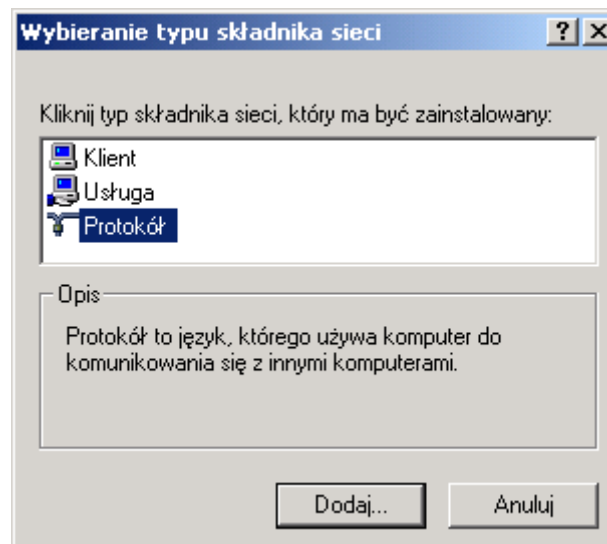 Wybieranie typu składnika sieci
Kliknij typ składnika sieci, który ma być zainstalowany:
Klient
Usługa
Protokół
Opis
Protokół to język, którego używa komputer do
komunikowania się z innymi komputerami.
Dodaj...
Anuluj